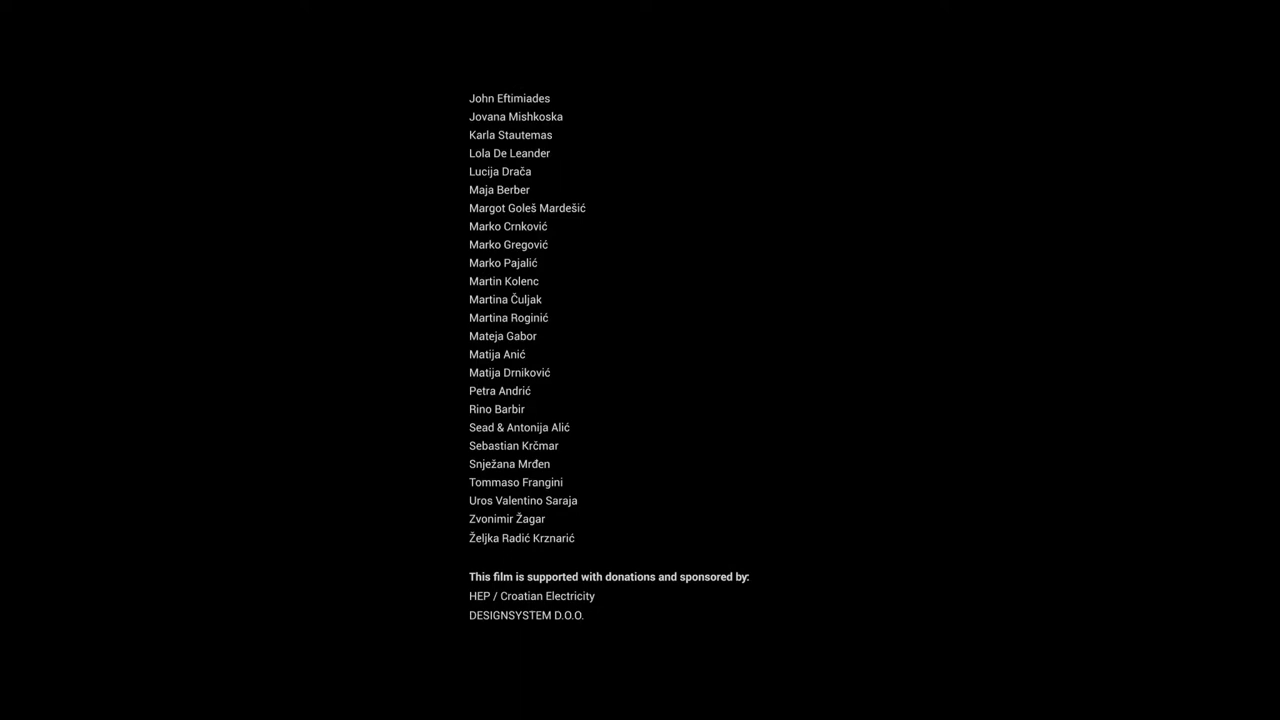 John Eftimiades
Jovana Mishkoska
Karla Stautemas
Lola De Leander
Lucija Drača
Maja Berber
Margot Goleš Mardešić
Marko Crnković
Marko Gregović
Marko Pajalić
Martin Kolenc
Martina Čuljak
Martina Roginić
Mateja Gabor
Matija Anić
Matija Drniković
Petra Andrić
Rino Barbir
Sead & Antonija Alić
Sebastian Krčmar
Snježana Mrđen
Tommaso Frangini
Uros Valentino Saraja
Zvonimir Žagar
Željka Radić Krznarić
This film is supported with donations and sponsored by:
HEP / Croatian Electricity
DESIGNSYSTEM D.O.O.